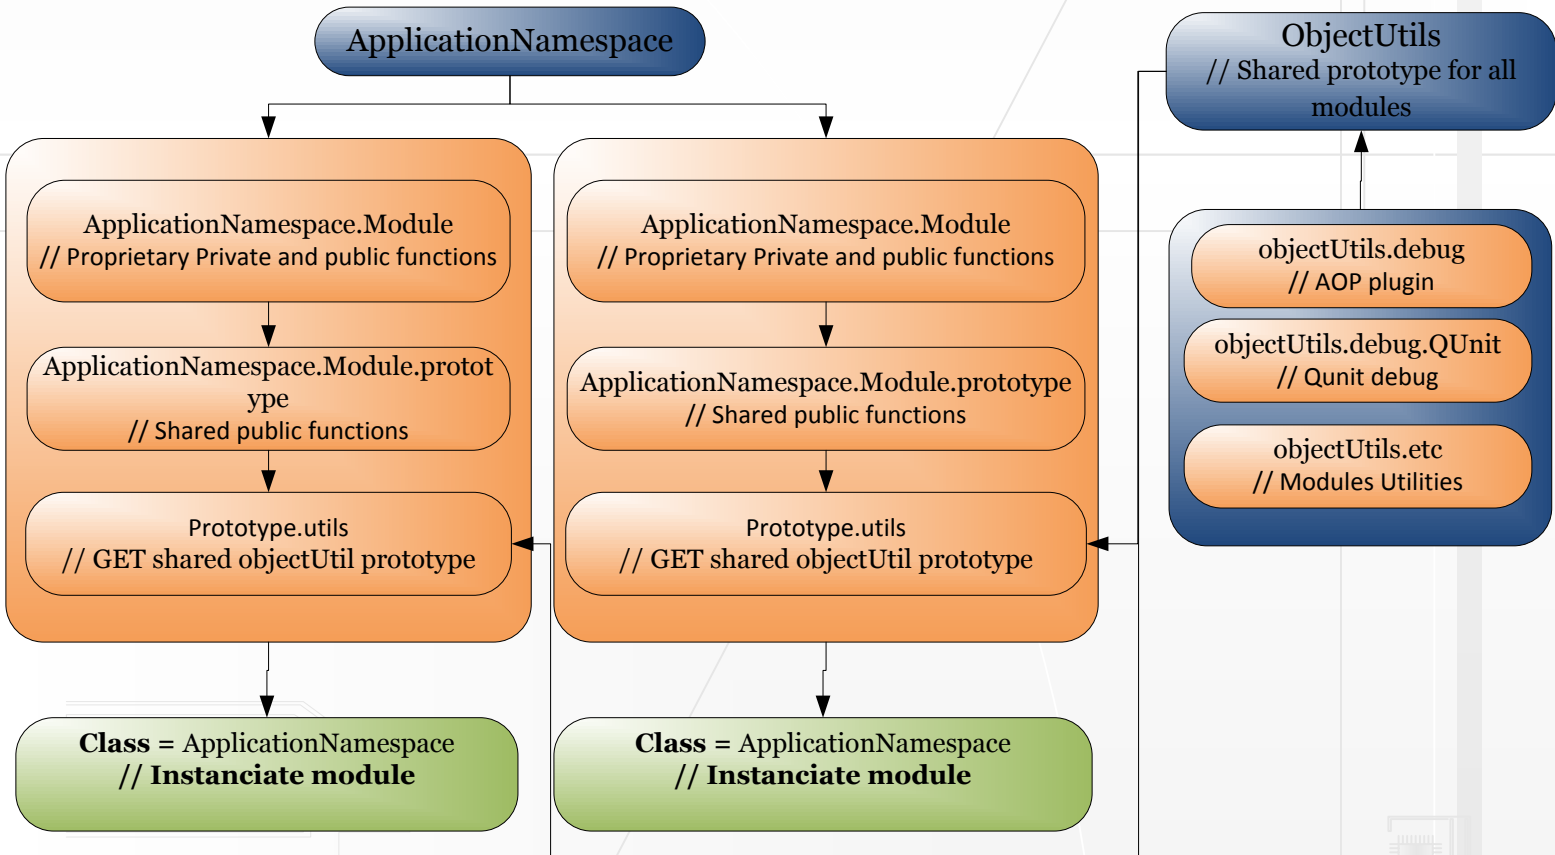 ApplicationNamespace
ObjectUtils
// Shared prototype for all
modules
ApplicationNamespace.Module
// Proprietary Private and public functions
ApplicationNamespace.Module.protot
ype
// Shared public functions
Prototype.utils
// GET shared objectUtil prototype
Class = ApplicationNamespace
// Instanciate module
ApplicationNamespace.Module
// Proprietary Private and public functions
ApplicationNamespace.Module.prototype
// Shared public functions
Prototype.utils
// GET shared objectUtil prototype
Class = ApplicationNamespace
// Instanciate module
objectUtils.debug
// AOP plugin
objectUtils.debug.QUnit
// Qunit debug
objectUtils.etc
// Modules Utilities